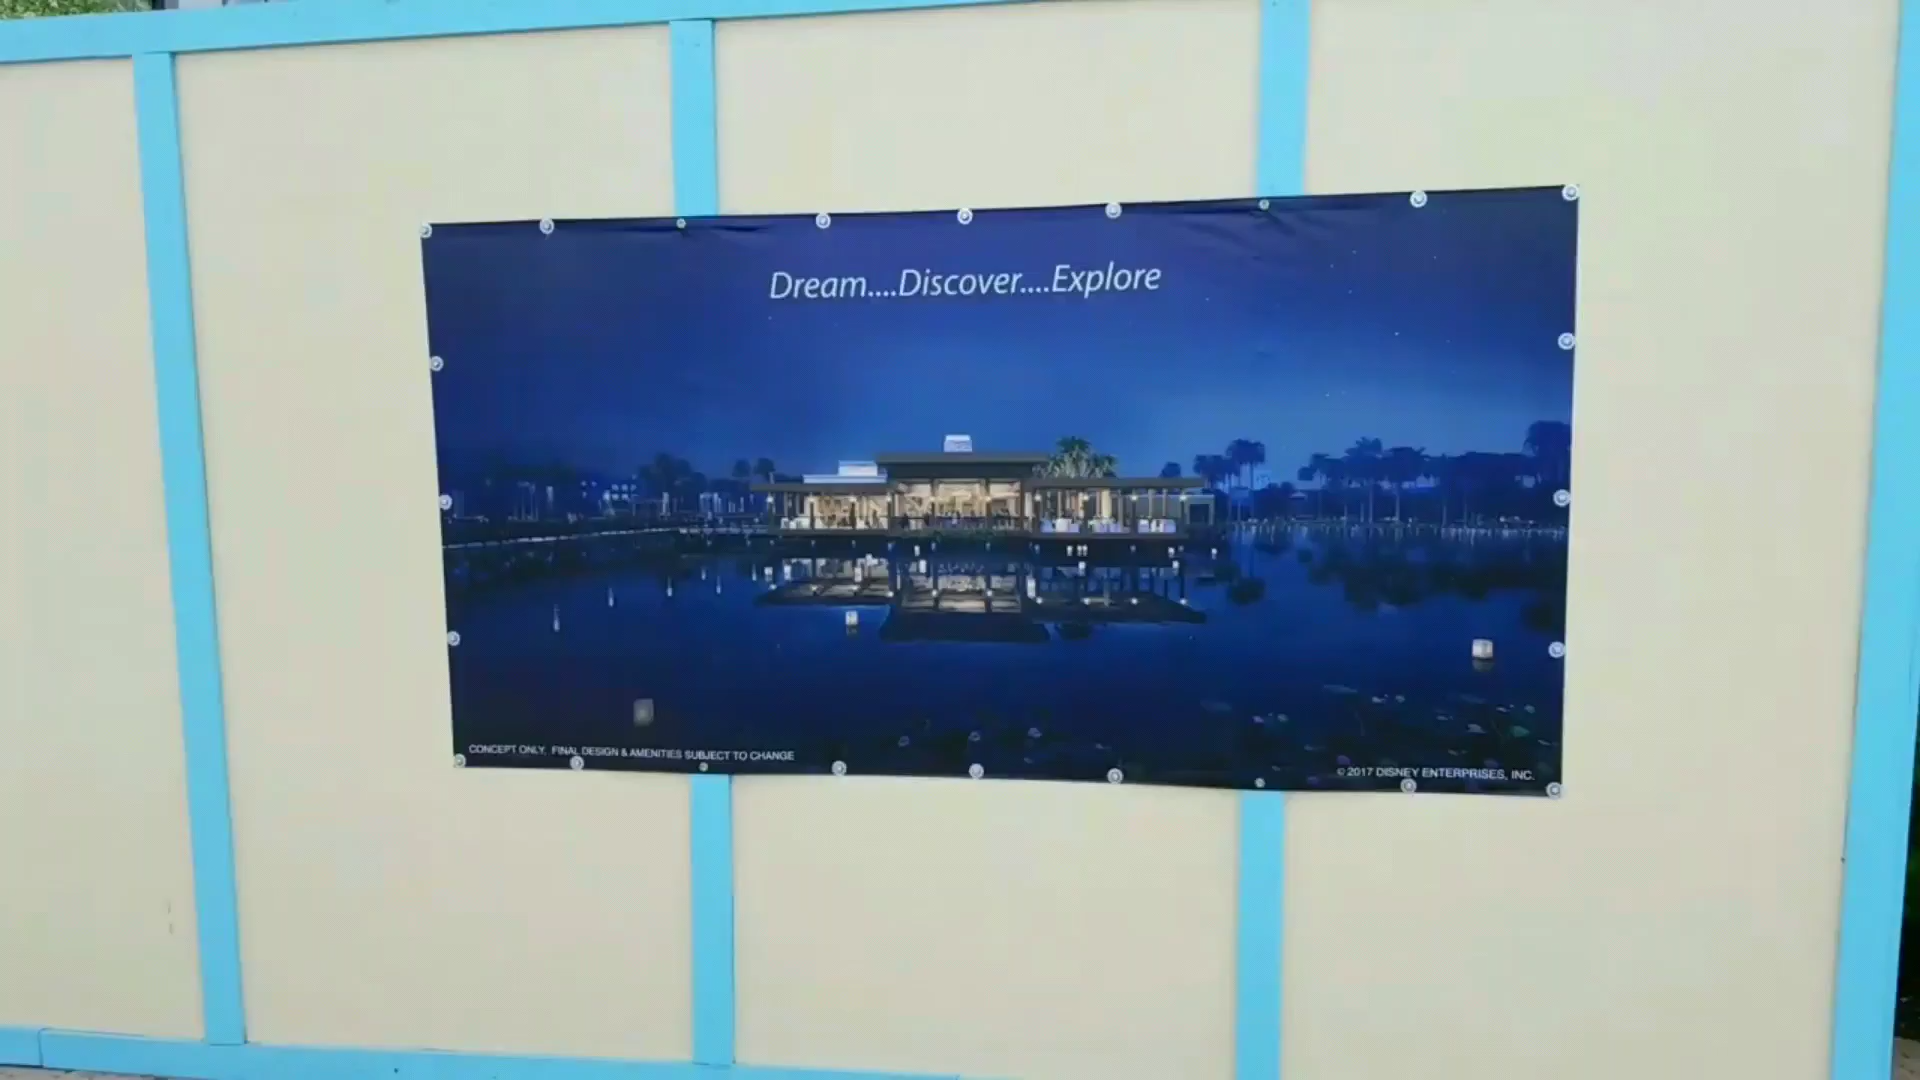 Dream....Discover....Explore
CONCEPT ONLY. FINAL DESIGN & AMENITIES SUBJECT TO CHANGE
© 2017 DISNEY ENTERPRISES, INC.